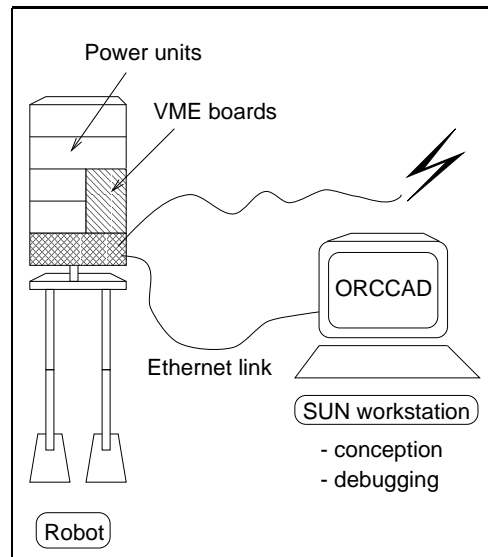 Power units
VME boards
ORCCAD
Ethernet link
SUN workstation
- conception
- debugging
Robot